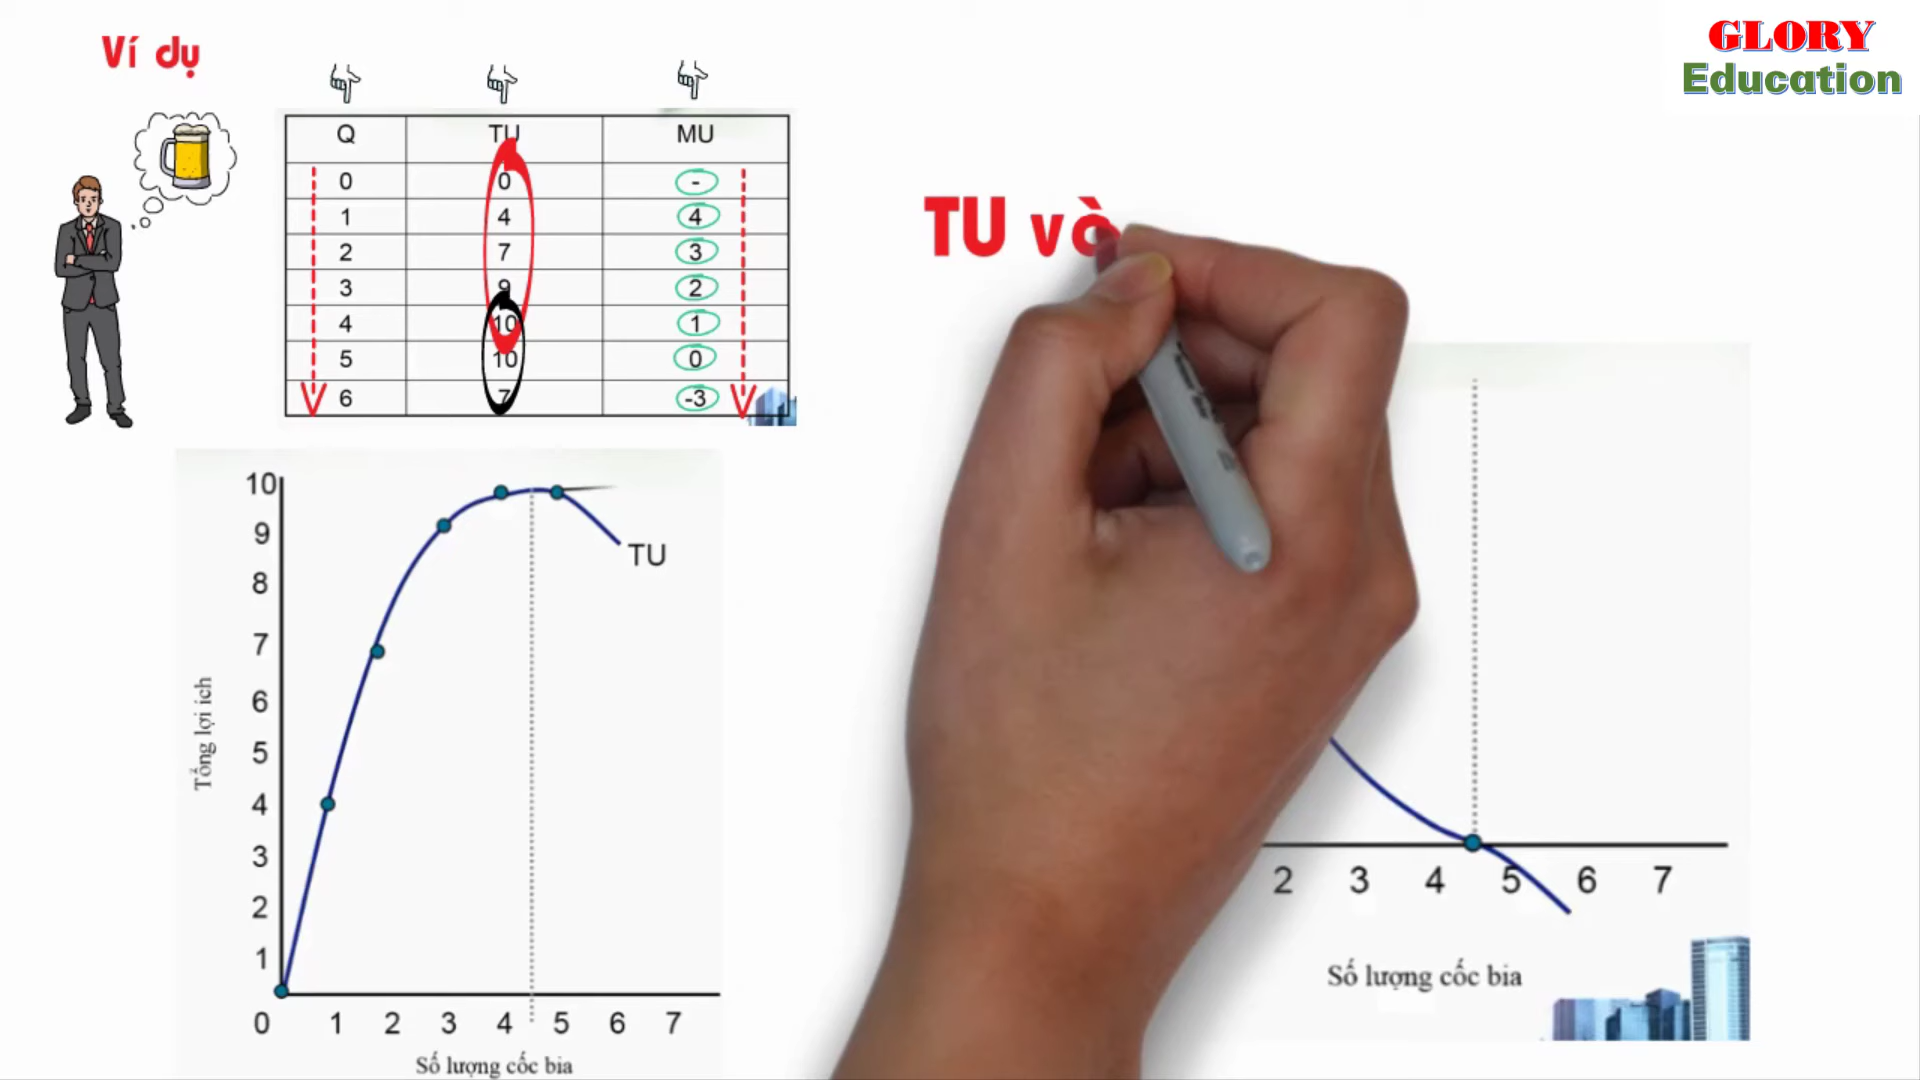 Ví dụ
GLORY
Education
Q TU MU
0 0 -
1 4 4
2 7 3
3 9 2
4 10 1
5 10 0
6 7 -3
TU
10
9
8
7
6
5
4
3
2
1
0 1 2 3 4 5 6 7
Tổng lợi ích
TU
Số lượng cốc bia
2 3 4 5 6 7
Số lượng cốc bia